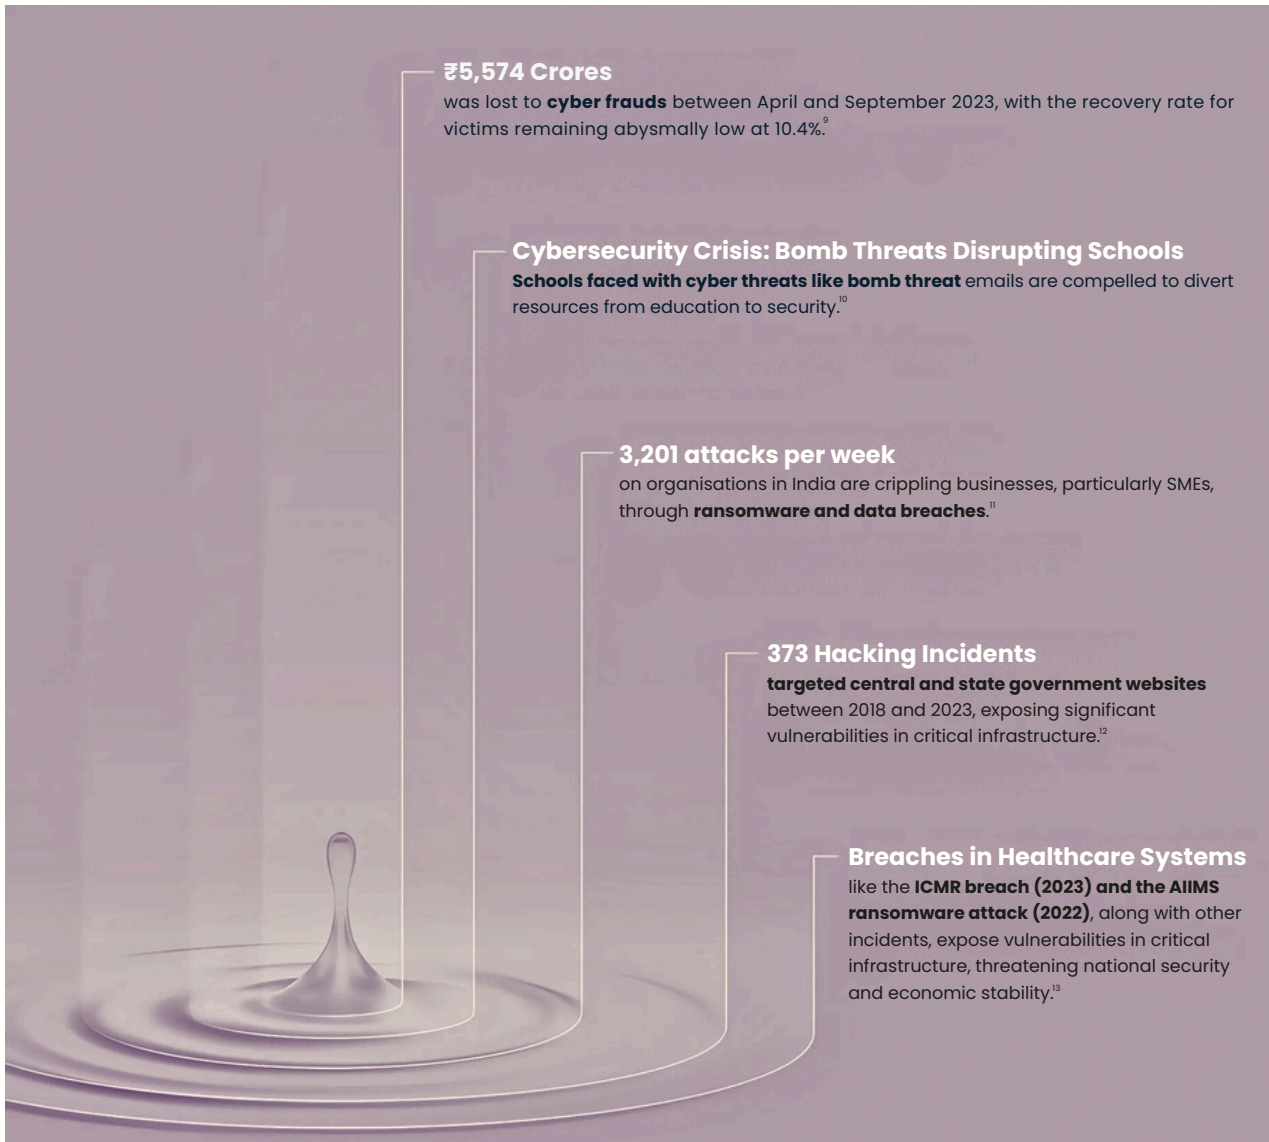 ₹5,574 Crores
was lost to cyber frauds between April and September 2023, with the recovery rate for
victims remaining abysmally low at 10.4%.9
Cybersecurity Crisis: Bomb Threats Disrupting Schools
Schools faced with cyber threats like bomb threat emails are compelled to divert
resources from education to security.10
3,201 attacks per week
on organisations in India are crippling businesses, particularly SMEs,
through ransomware and data breaches.11
373 Hacking Incidents
targeted central and state government websites
between 2018 and 2023, exposing significant
vulnerabilities in critical infrastructure.12
Breaches in Healthcare Systems
like the ICMR breach (2023) and the AIIMS
ransomware attack (2022), along with other
incidents, expose vulnerabilities in critical
infrastructure, threatening national security
and economic stability.13